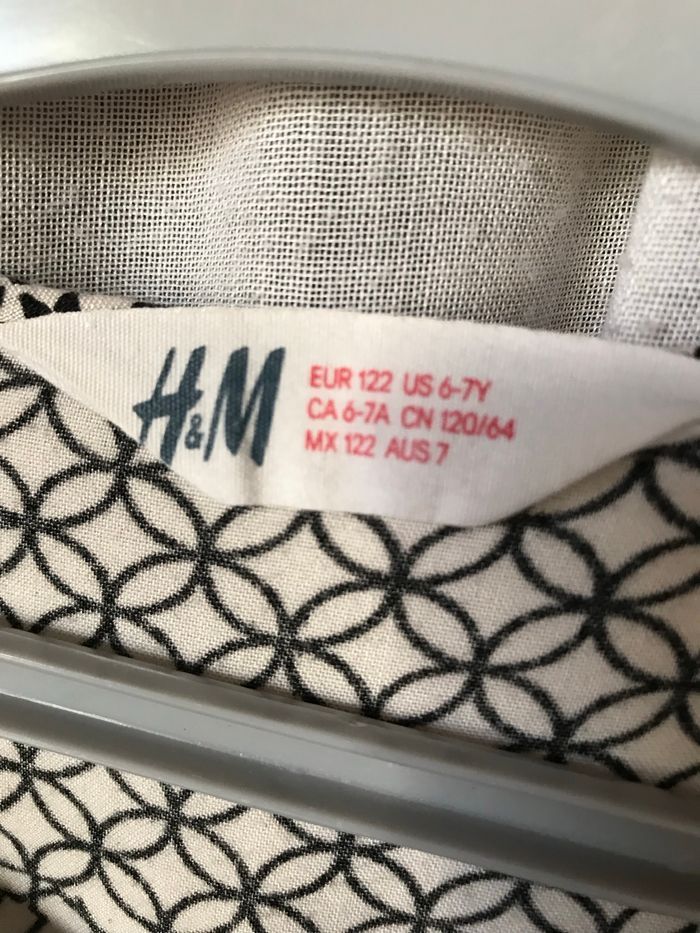 H&M
EUR 122 US 6-7Y
CA 6-7A CN 120/64
MX 122 AUS 7